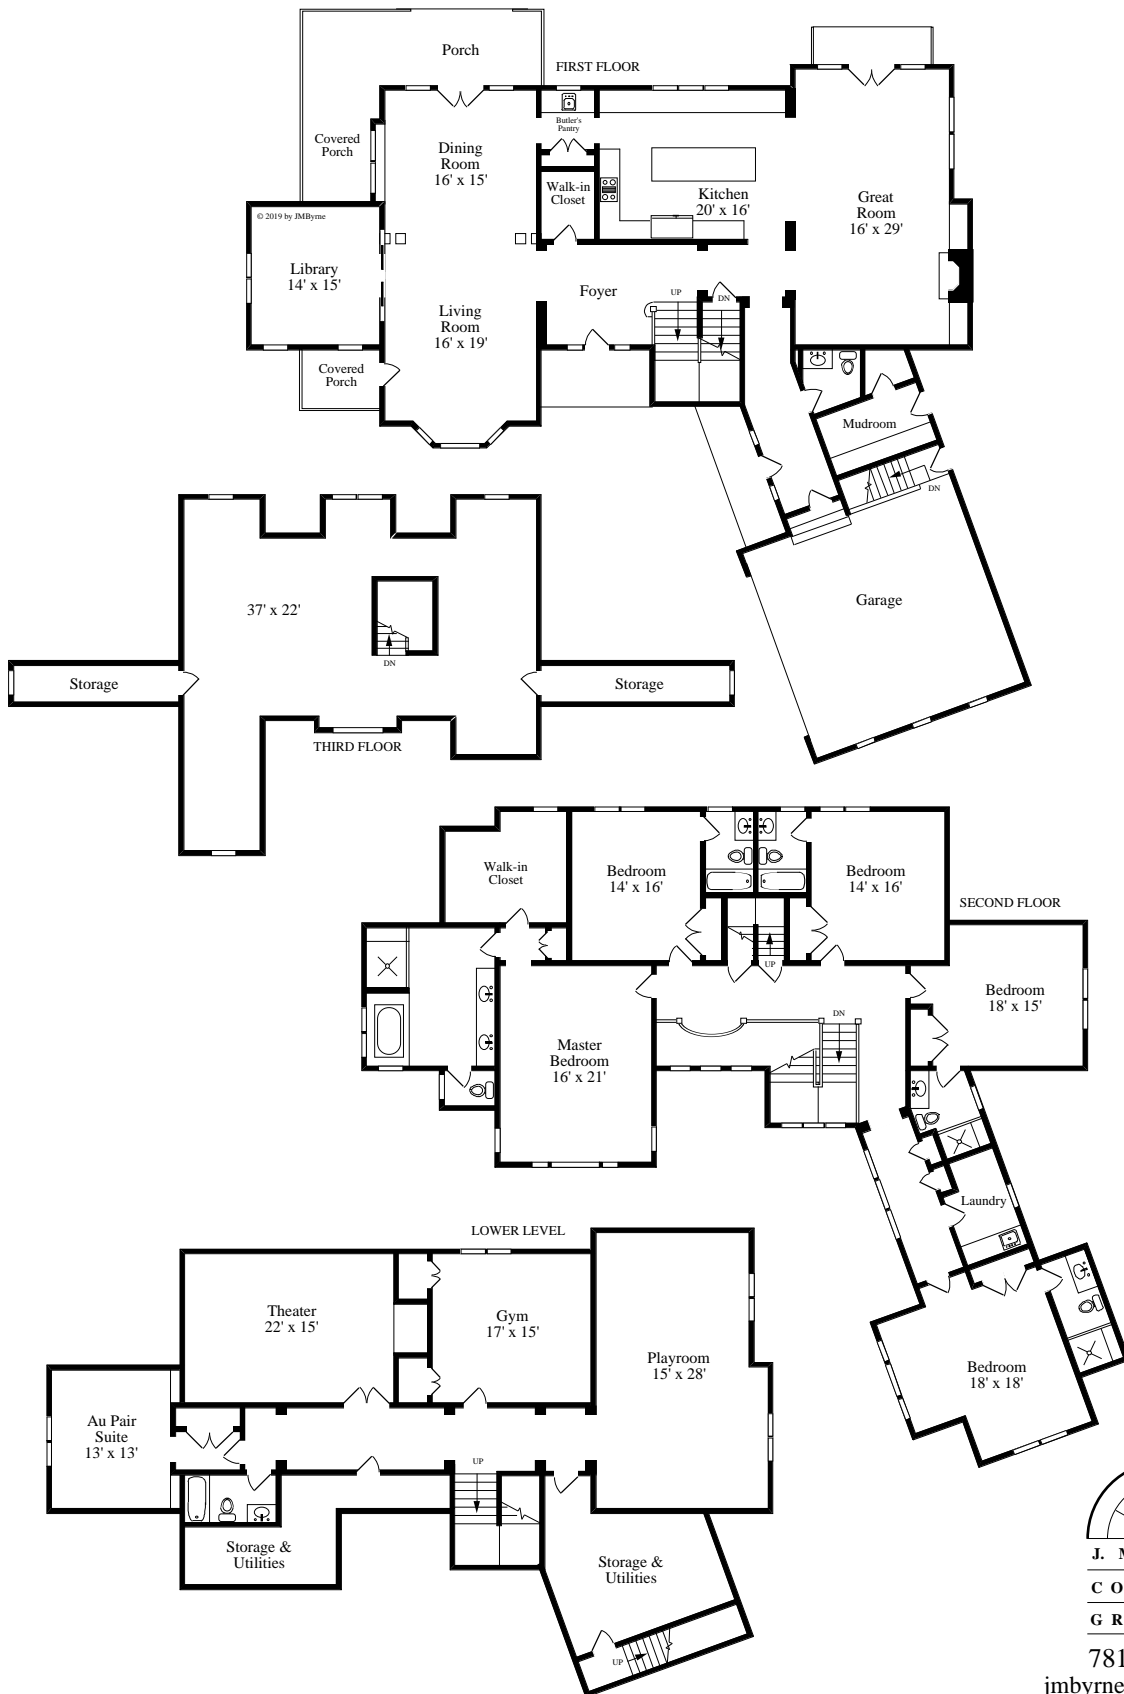 Porch
FIRST FLOOR
Butler's
Pantry
Covered
Porch
Dining
Room
16' x 15'
Walk-in
Closet
Kitchen
20' x 16'
Great
Room
16' x 29'
© 2019 by JMByrne
Library
14' x 15'
Foyer
UP
DN
Living
Room
16' x 19'
Covered
Porch
Mudroom
DN
Garage
37' x 22'
DN
Storage
Storage
THIRD FLOOR
Walk-in
Closet
Bedroom
14' x 16'
Bedroom
14' x 16'
SECOND FLOOR
UP
Bedroom
18' x 15'
DN
Master
Bedroom
16' x 21'
Laundry
LOWER LEVEL
Theater
22' x 15'
Gym
17' x 15'
Playroom
15' x 28'
Bedroom
18' x 18'
Au Pair
Suite
13' x 13'
UP
Storage &
Utilities
Storage &
Utilities
UP
J. M
C O
G R
781
jmbyrne